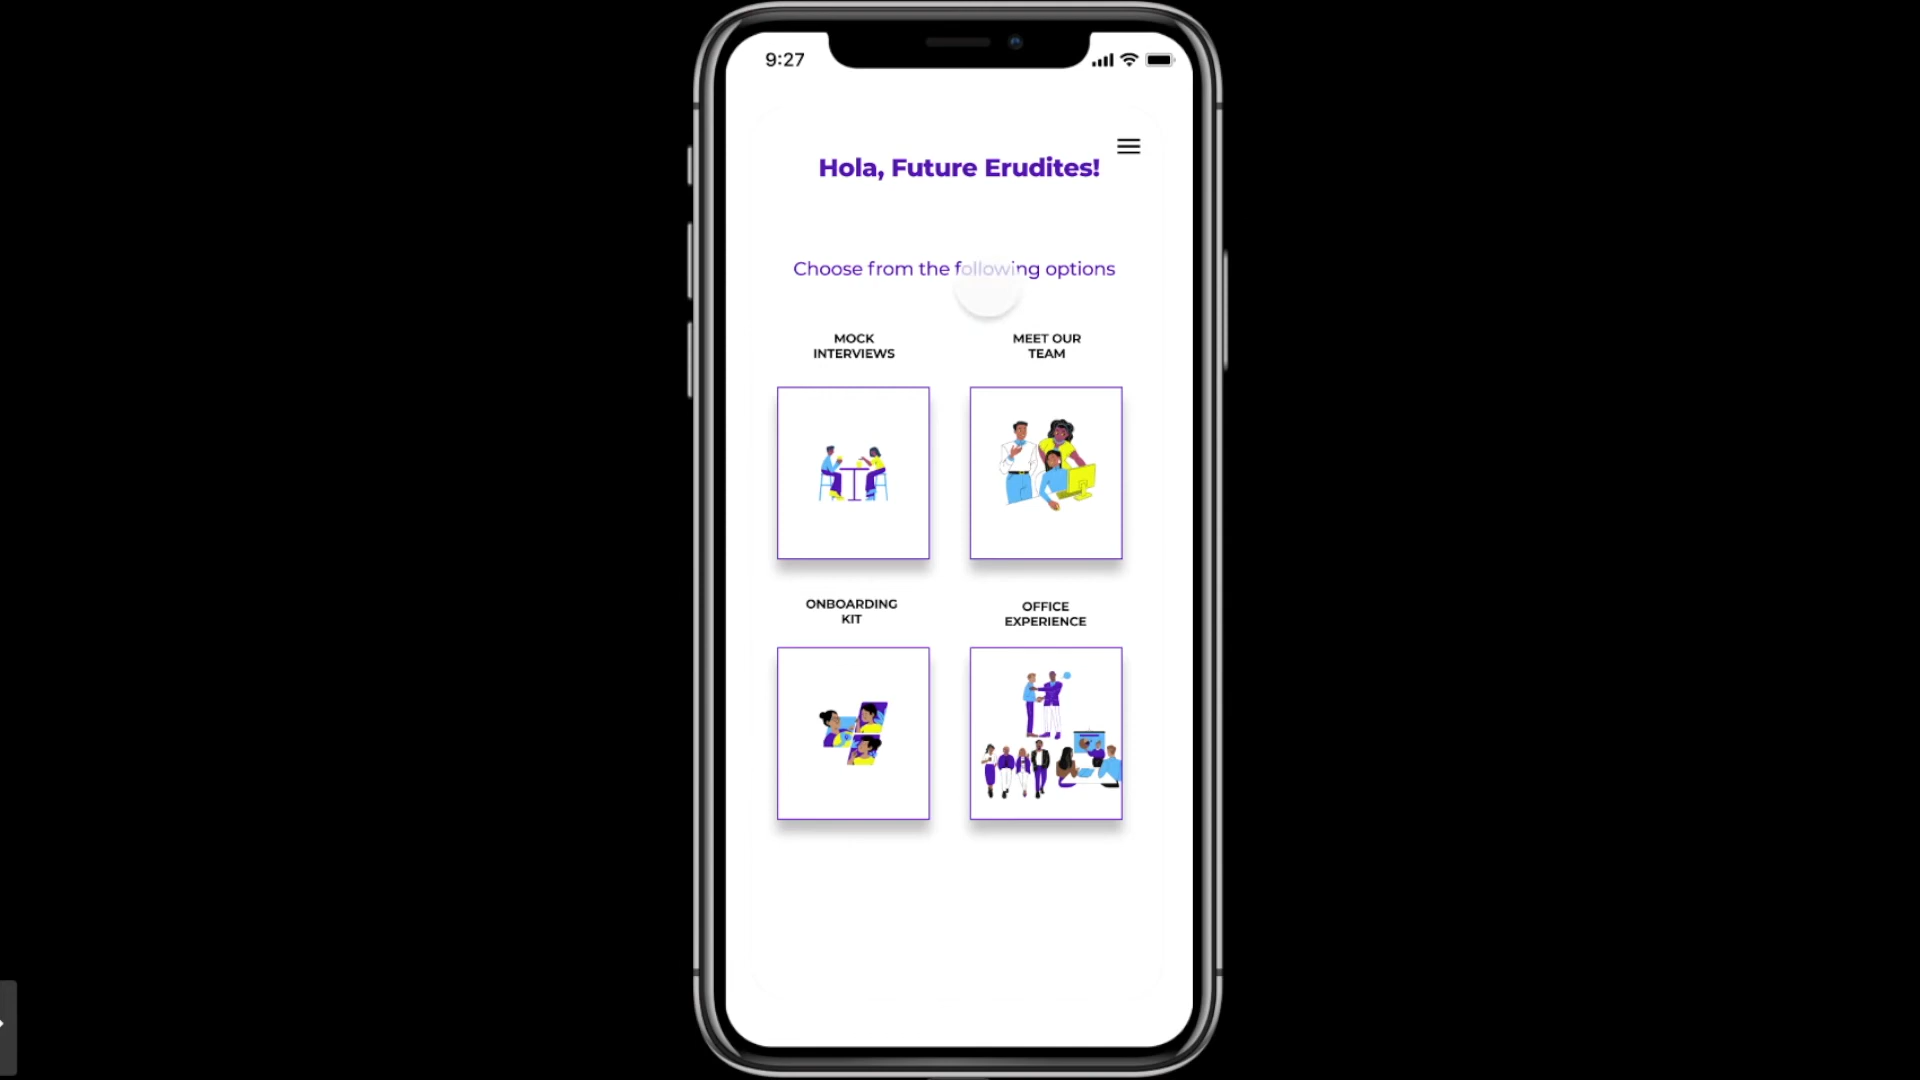 9:27
Hola, Future Erudites!
Choose from the following options
MOCK
INTERVIEWS
MEET OUR
TEAM
ONBOARDING
KIT
OFFICE
EXPERIENCE